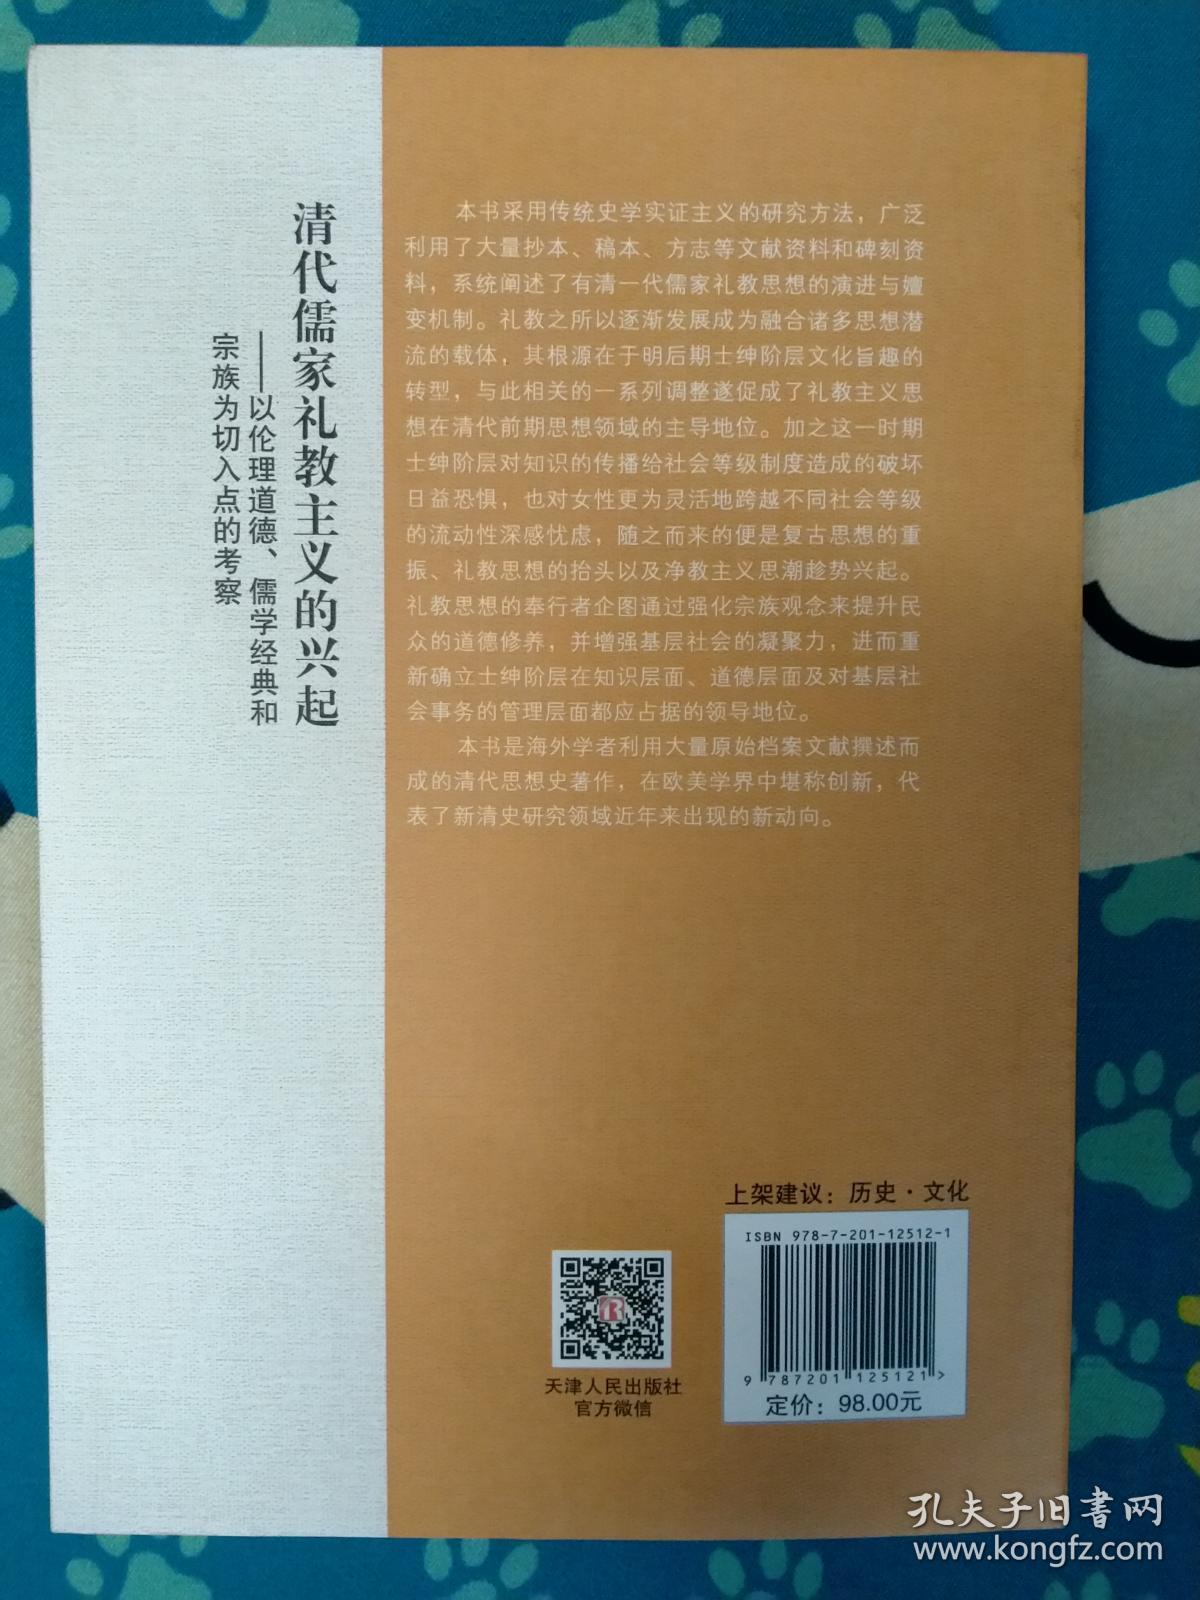 清代儒家礼教主义的兴起
——以伦理道德、儒学经典和
宗族为切入点的考察
本书采用传统史学实证主义的研究方法，广泛
利用了大量抄本、稿本、方志等文献资料和碑刻资
料，系统阐述了有清一代儒家礼教思想的演进与嬗
变机制。礼教之所以逐渐发展成为融合诸多思想潜
流的载体，其根源在于明后期士绅阶层文化旨趣的
转型，与此相关的一系列调整遂促成了礼教主义思
想在清代前期思想领域的主导地位。加之这一时期
士绅阶层对知识的传播给社会等级制度造成的破坏
日益恐惧，也对女性更为灵活地跨越不同社会等级
的流动性深感忧虑，随之而来的便是复古思想的重
振、礼教思想的抬头以及净教主义思潮趁势兴起。
礼教思想的奉行者企图通过强化宗族观念来提升民
众的道德修养，并增强基层社会的凝聚力，进而重
新确立士绅阶层在知识层面、道德层面及对基层社
会事务的管理层面都应占据的领导地位。
本书是海外学者利用大量原始档案文献撰述而
成的清代思想史著作，在欧美学界中堪称创新，代
表了新清史研究领域近年来出现的新动向。
上架建议：历史·文化
ISBN 978-7-201-12512-1
9 787201 125121 >
定价：98.00元
天津人民出版社
官方微信
孔夫子旧書网
www.kongfz.com